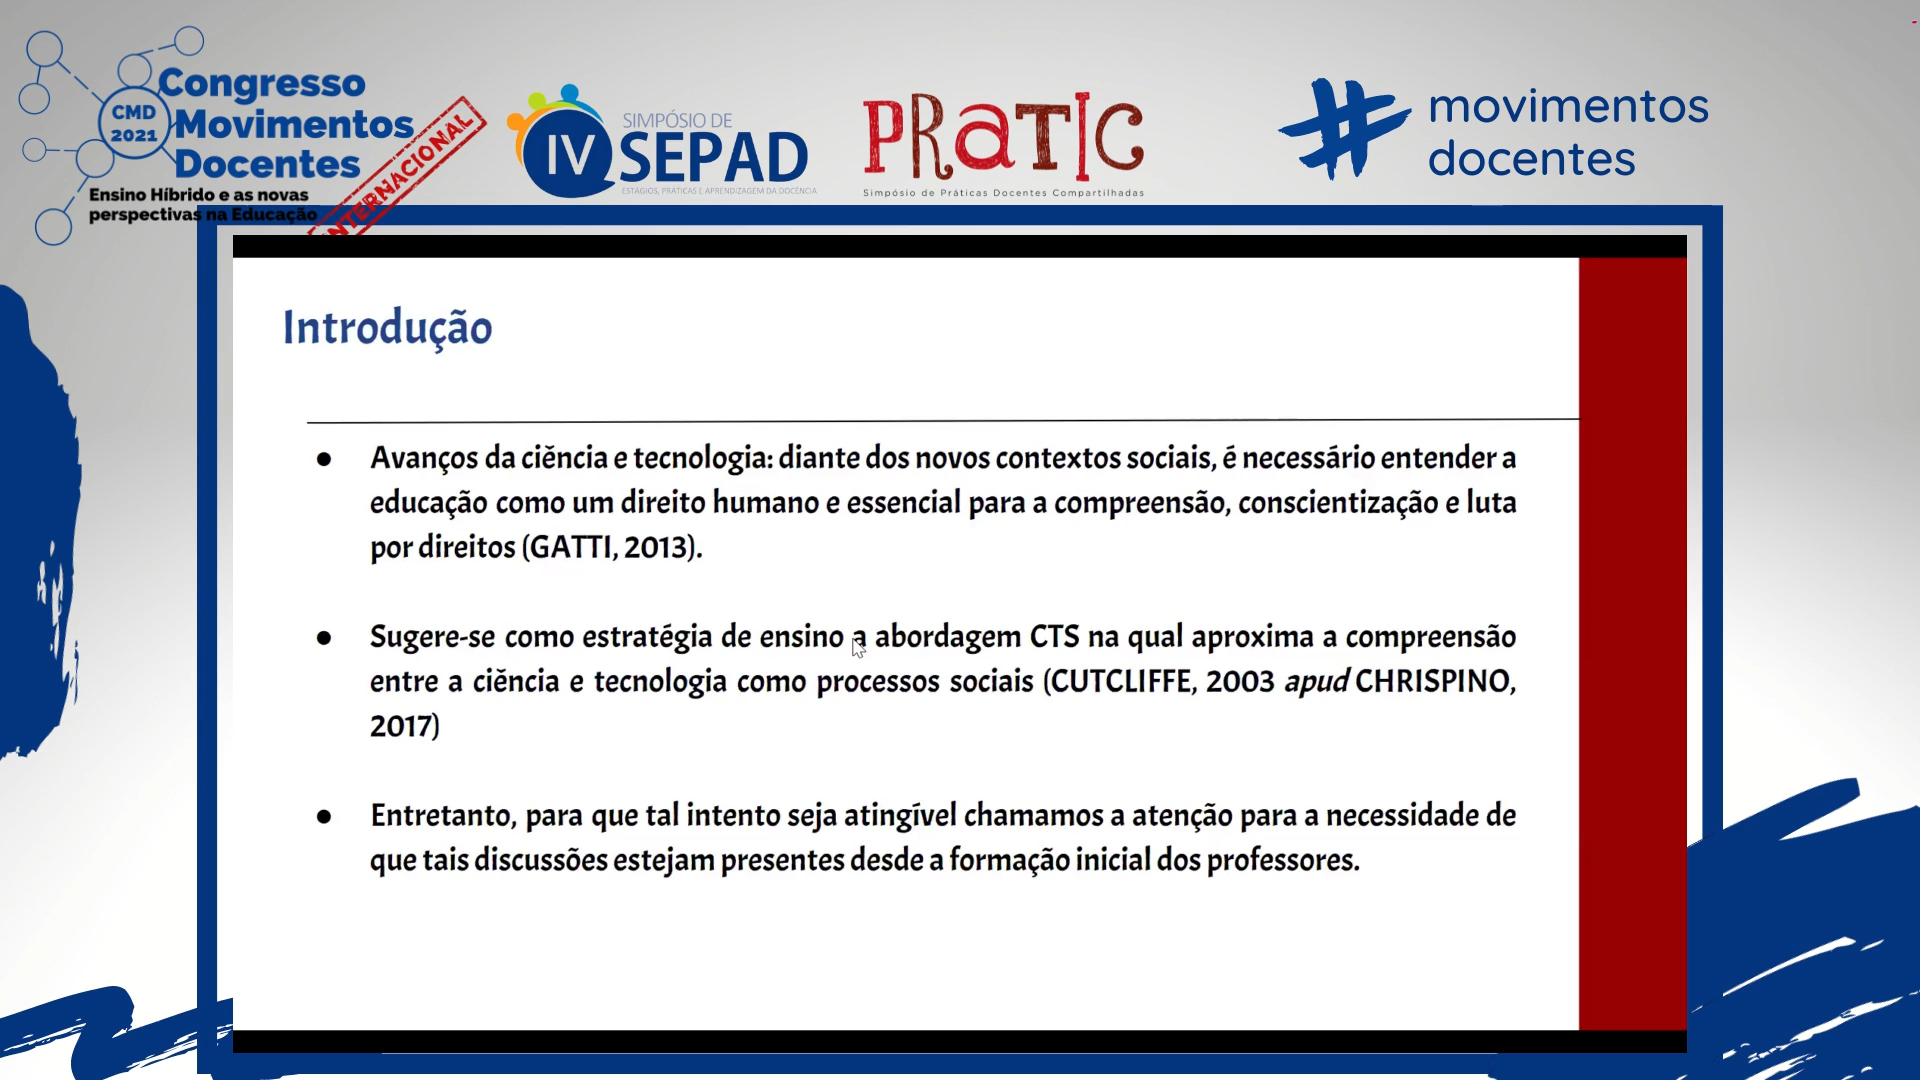 Congresso
CMD
2021
Movimentos
Docentes
INTERNACIONAL
Ensino Híbrido e as novas
perspectivas na Educação
SIMPÓSIO DE
IV SEPAD
ESTÁGIOS, PRÁTICAS E APRENDIZAGEM DA DOCÊNCIA
PRATIC
Simpósio de Práticas Docentes Compartilhadas
# movimentos
docentes
Introdução
● Avanços da ciência e tecnologia: diante dos novos contextos sociais, é necessário entender a
educação como um direito humano e essencial para a compreensão, conscientização e luta
por direitos (GATTI, 2013).
● Sugere-se como estratégia de ensino a abordagem CTS na qual aproxima a compreensão
entre a ciência e tecnologia como processos sociais (CUTCLIFFE, 2003 apud CHRISPINO,
2017)
● Entretanto, para que tal intento seja atingível chamamos a atenção para a necessidade de
que tais discussões estejam presentes desde a formação inicial dos professores.